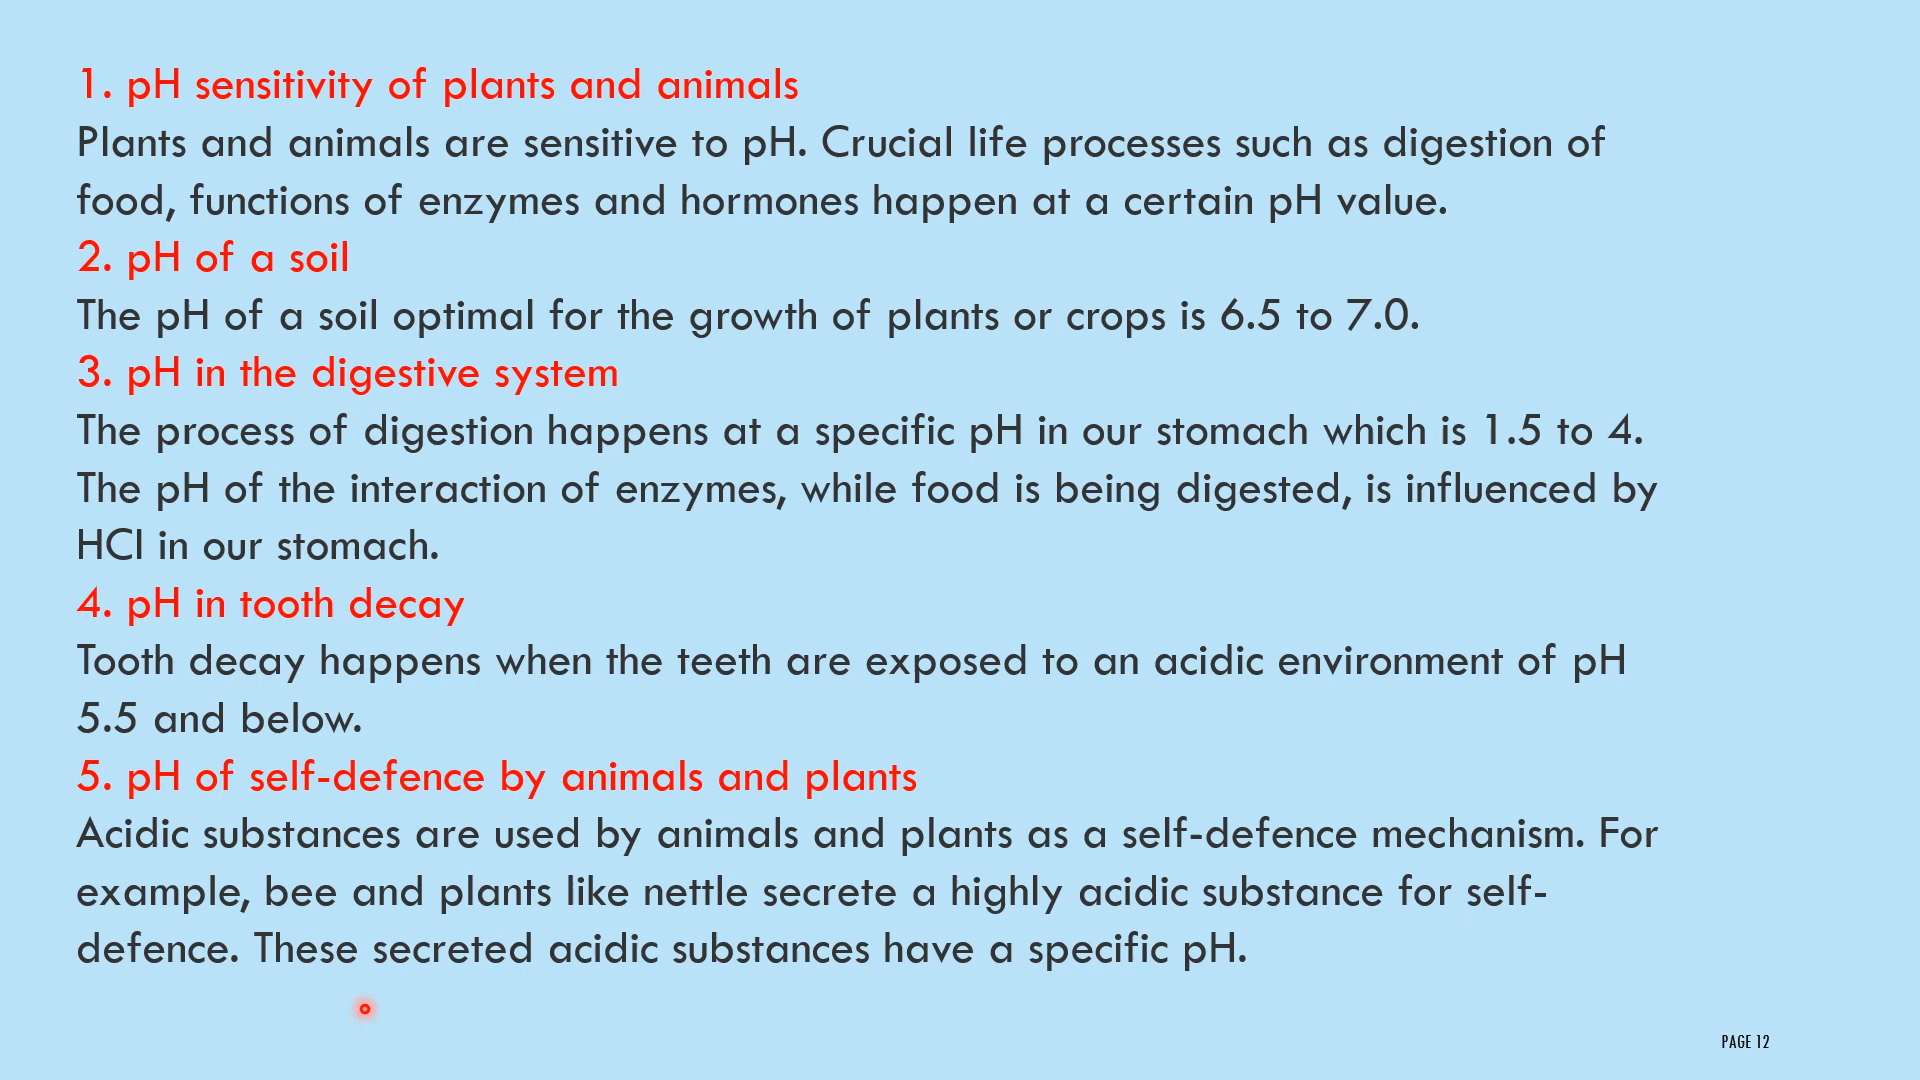 1. pH sensitivity of plants and animals
Plants and animals are sensitive to pH. Crucial life processes such as digestion of
food, functions of enzymes and hormones happen at a certain pH value.
2. pH of a soil
The pH of a soil optimal for the growth of plants or crops is 6.5 to 7.0.
3. pH in the digestive system
The process of digestion happens at a specific pH in our stomach which is 1.5 to 4.
The pH of the interaction of enzymes, while food is being digested, is influenced by
HCl in our stomach.
4. pH in tooth decay
Tooth decay happens when the teeth are exposed to an acidic environment of pH
5.5 and below.
5. pH of self-defence by animals and plants
Acidic substances are used by animals and plants as a self-defence mechanism. For
example, bee and plants like nettle secrete a highly acidic substance for self-
defence. These secreted acidic substances have a specific pH.
PAGE 12